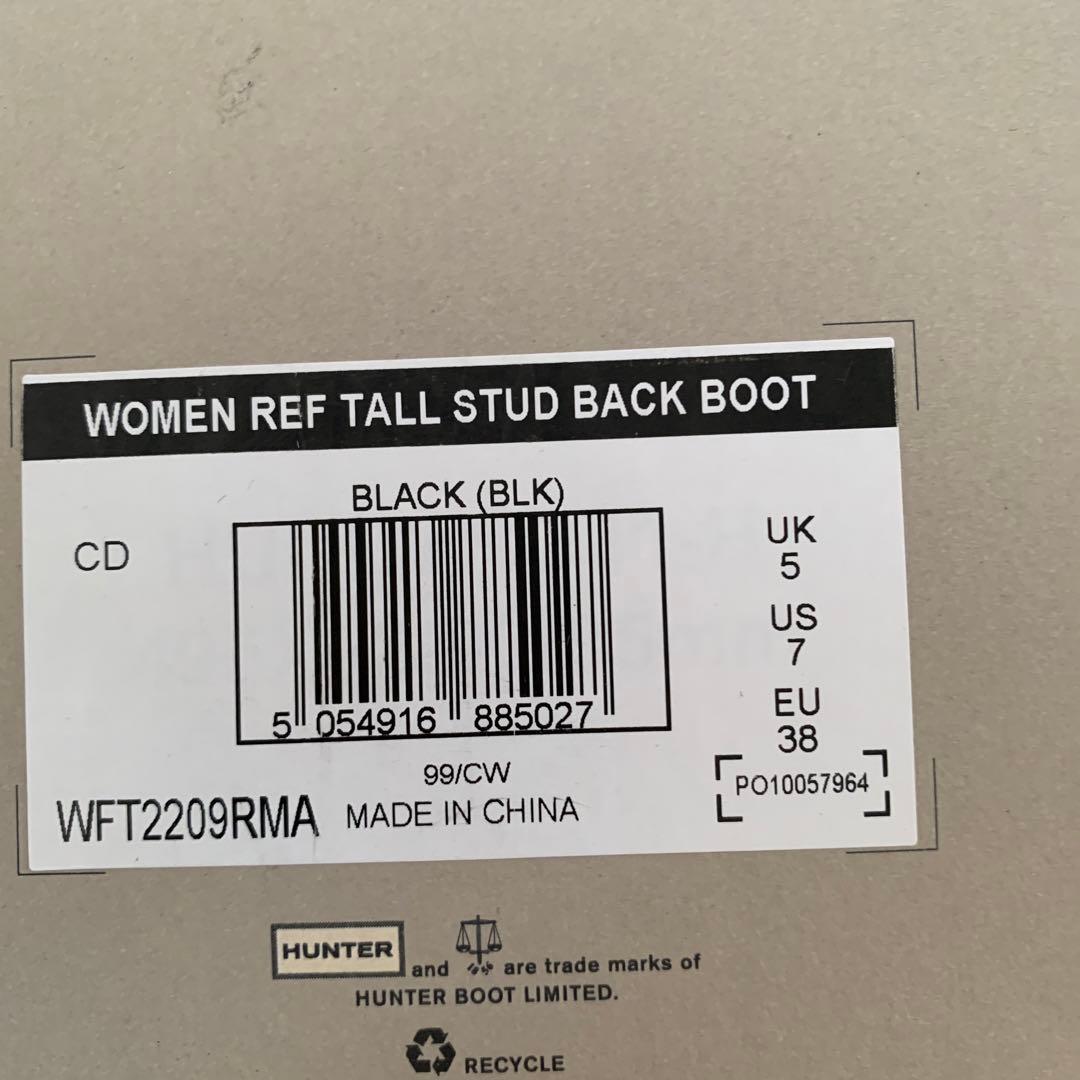 WOMEN REF TALL STUD BACK BOOT
BLACK (BLK)
CD
UK
5
US
7
EU
38
5 054916 885027
99/CW
PO10057964
WFT2209RMA MADE IN CHINA
HUNTER and are trade marks of
HUNTER BOOT LIMITED.
RECYCLE